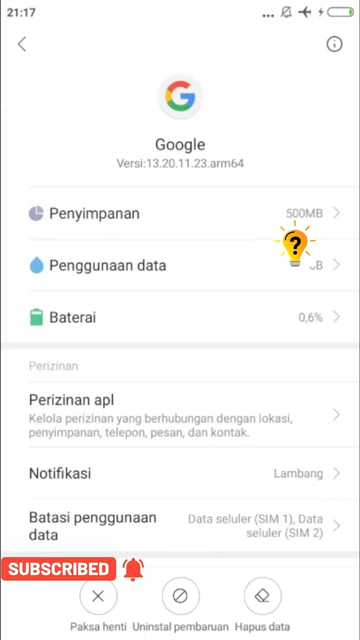 21:17
Google
Versi:13.20.11.23.arm64
Penyimpanan
500MB
Penggunaan data
?
B
Baterai
0,6%
Perizinan
Perizinan apl
Kelola perizinan yang berhubungan dengan lokasi,
penyimpanan, telepon, pesan, dan kontak.
Notifikasi
Lambang
Batasi penggunaan
data
Data seluler (SIM 1), Data
seluler (SIM 2)
SUBSCRIBED
Paksa henti
Uninstal pembaruan
Hapus data